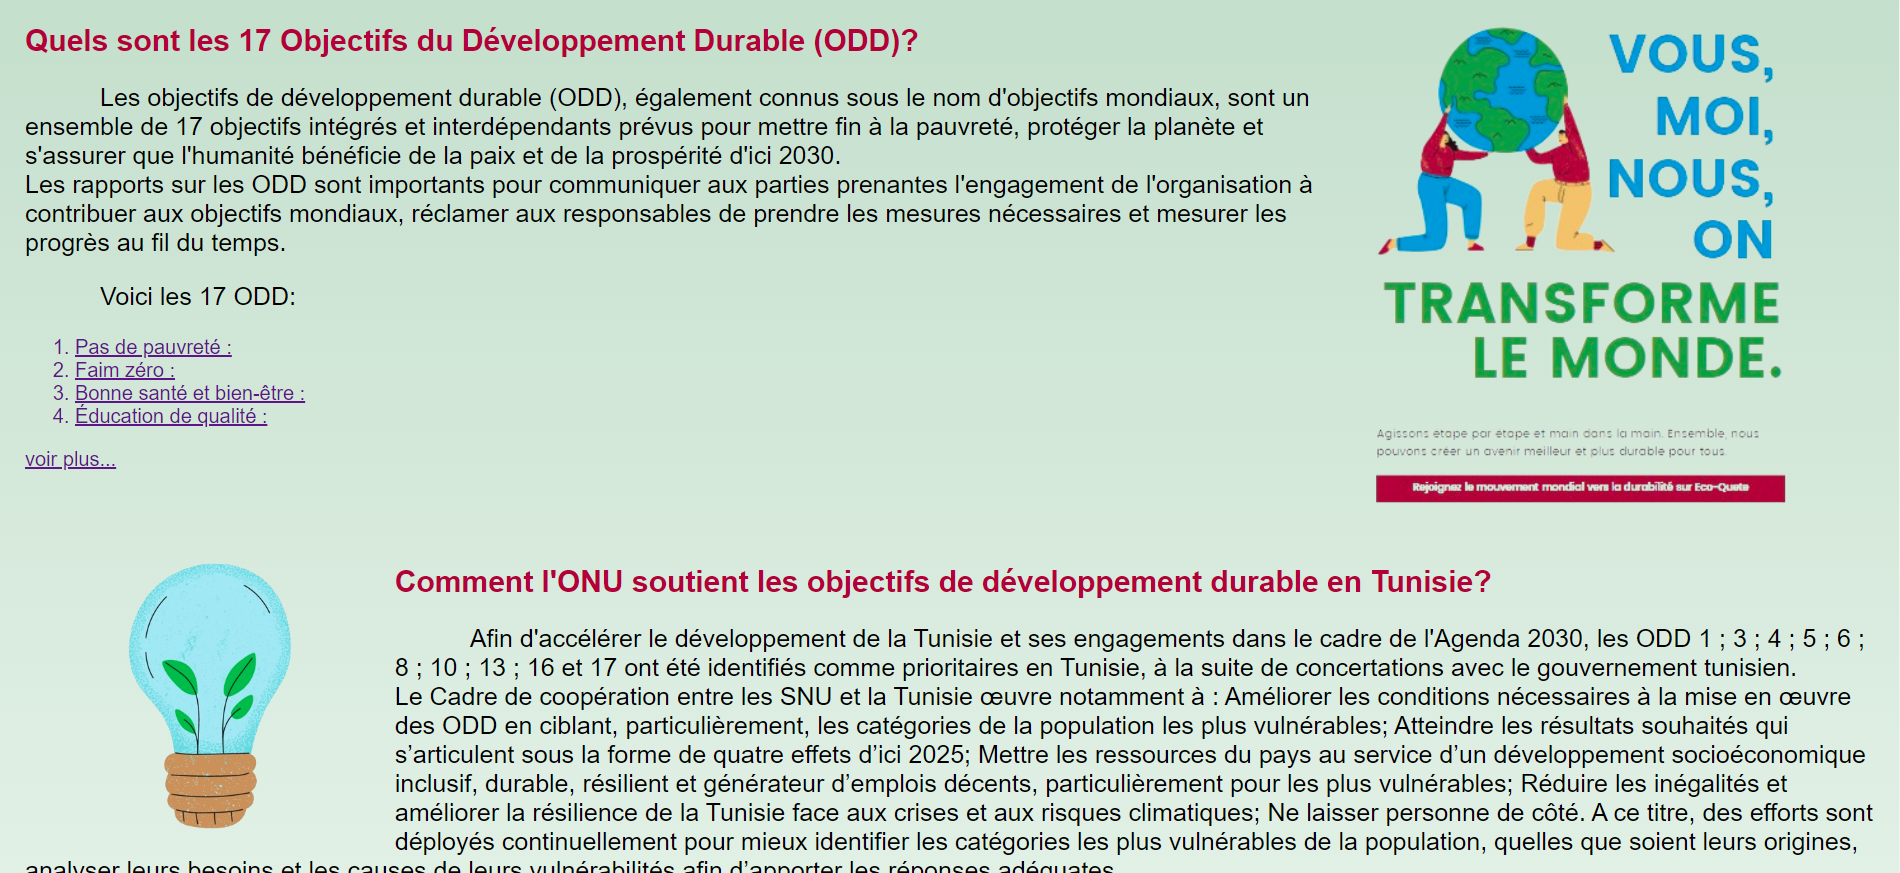 Quels sont les 17 Objectifs du Développement Durable (ODD)?
Les objectifs de développement durable (ODD), également connus sous le nom d'objectifs mondiaux, sont un
ensemble de 17 objectifs intégrés et interdépendants prévus pour mettre fin à la pauvreté, protéger la planète et
s'assurer que l'humanité bénéficie de la paix et de la prospérité d'ici 2030.
Les rapports sur les ODD sont importants pour communiquer aux parties prenantes l'engagement de l'organisation à
contribuer aux objectifs mondiaux, réclamer aux responsables de prendre les mesures nécessaires et mesurer les
progrès au fil du temps.
Voici les 17 ODD:
1. Pas de pauvreté :
2. Faim zéro :
3. Bonne santé et bien-être :
4. Éducation de qualité :
voir plus...
VOUS,
MOI,
NOUS,
ON
TRANSFORME
LE MONDE.
Agissons étape par étape et main dans la main. Ensemble, nous
pouvons créer un avenir meilleur et plus durable pour tous.
Rejoignez le mouvement mondial vers la durabilité sur Eco-Quete
Comment l'ONU soutient les objectifs de développement durable en Tunisie?
Afin d'accélérer le développement de la Tunisie et ses engagements dans le cadre de l'Agenda 2030, les ODD 1 ; 3 ; 4 ; 5 ; 6 ;
8 ; 10 ; 13 ; 16 et 17 ont été identifiés comme prioritaires en Tunisie, à la suite de concertations avec le gouvernement tunisien.
Le Cadre de coopération entre les SNU et la Tunisie œuvre notamment à : Améliorer les conditions nécessaires à la mise en œuvre
des ODD en ciblant, particulièrement, les catégories de la population les plus vulnérables; Atteindre les résultats souhaités qui
s’articulent sous la forme de quatre effets d’ici 2025; Mettre les ressources du pays au service d’un développement socioéconomique
inclusif, durable, résilient et générateur d’emplois décents, particulièrement pour les plus vulnérables; Réduire les inégalités et
améliorer la résilience de la Tunisie face aux crises et aux risques climatiques; Ne laisser personne de côté. A ce titre, des efforts sont
déployés continuellement pour mieux identifier les catégories les plus vulnérables de la population, quelles que soient leurs origines,
analyser leurs besoins et les causes de leurs vulnérabilités afin d’apporter les réponses adéquates.